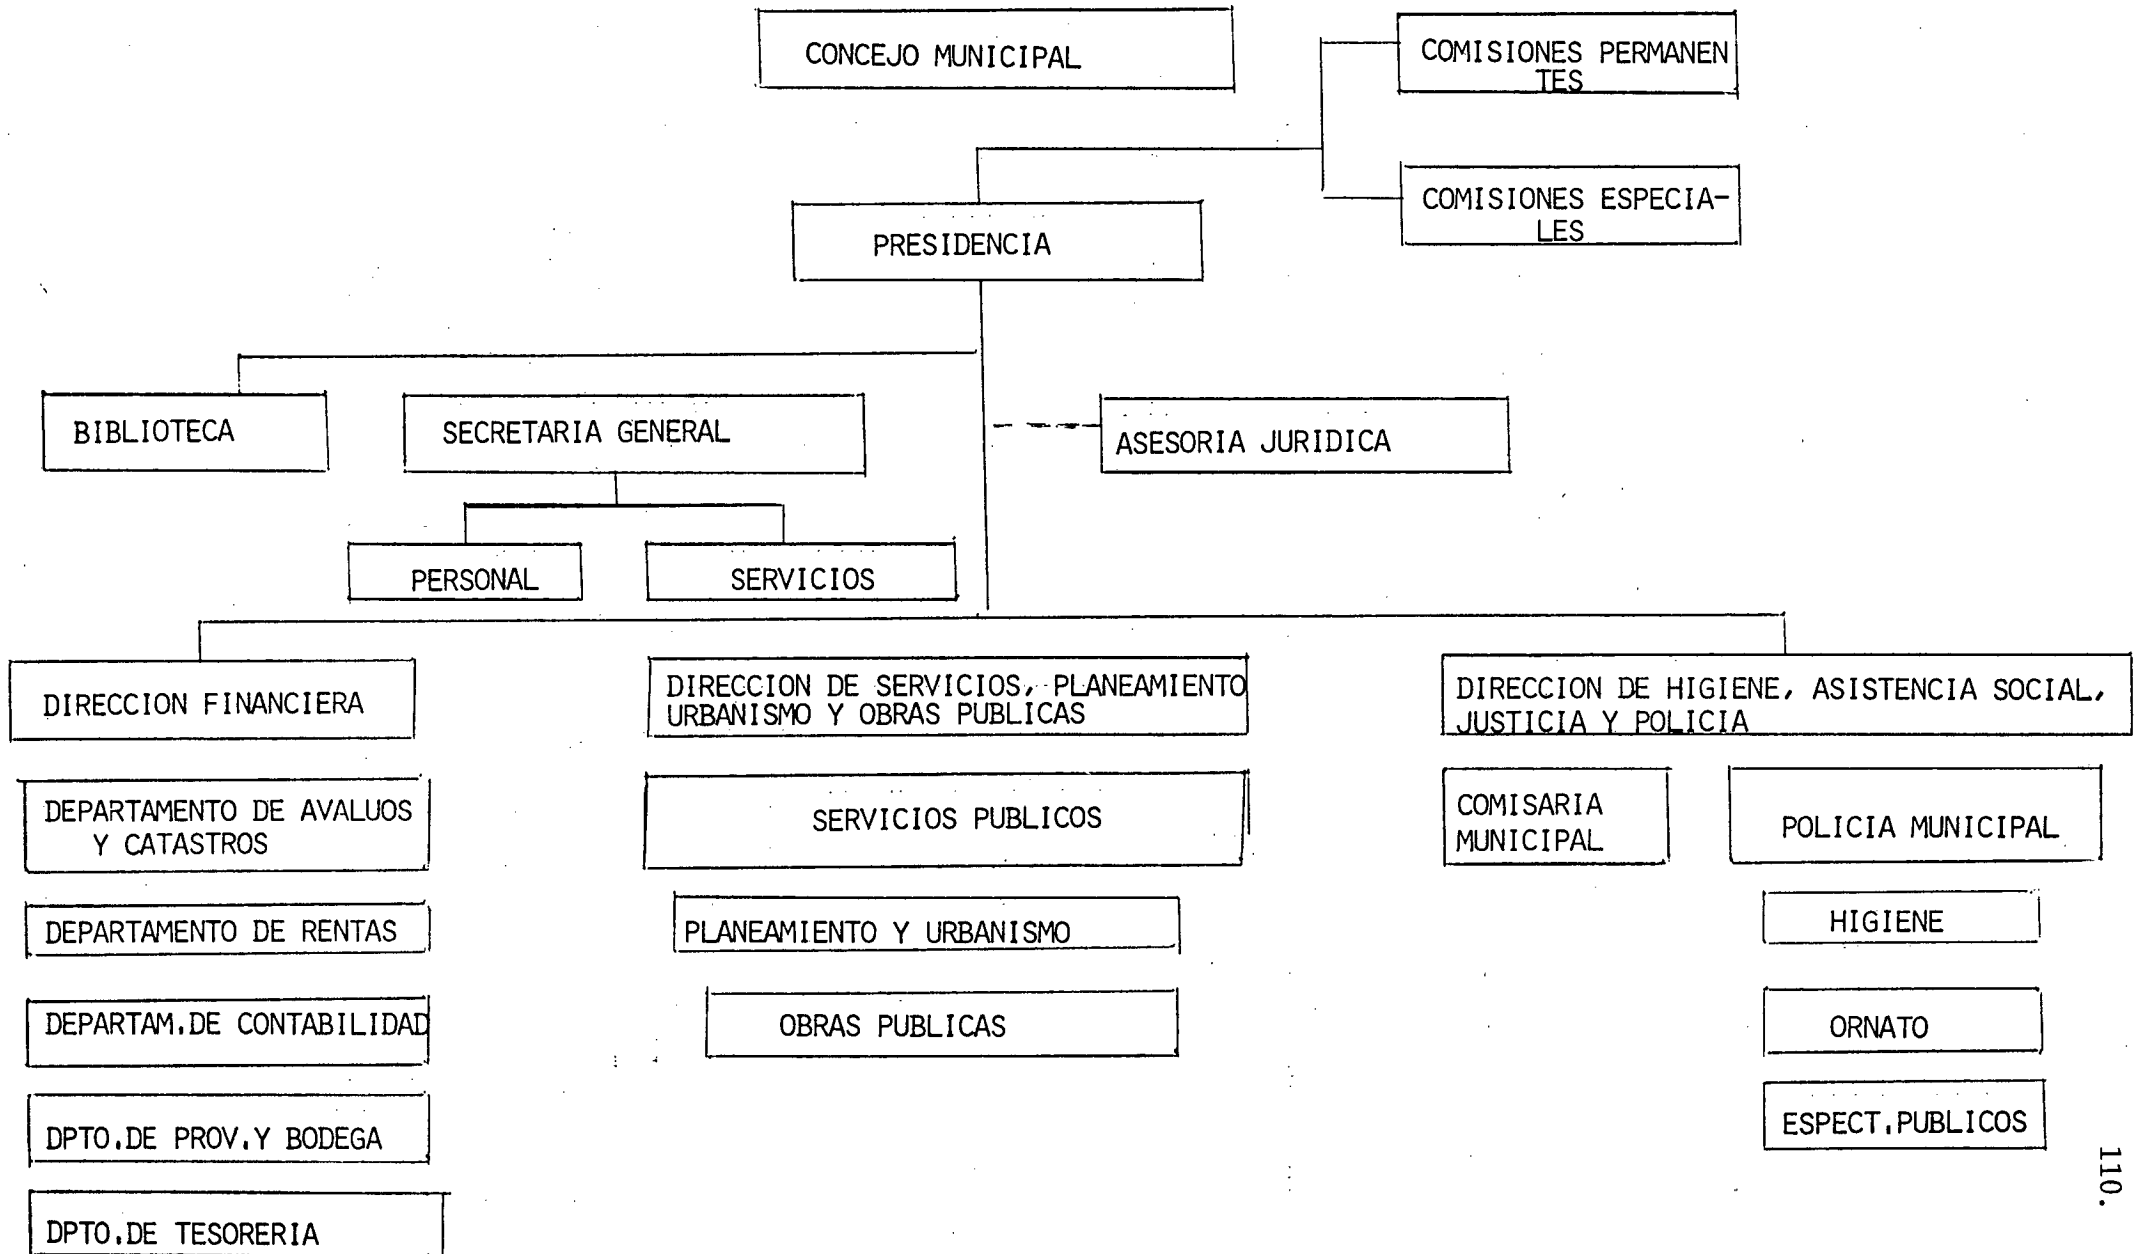 CONCEJO MUNICIPAL
COMISIONES PERMANEN
TES
COMISIONES ESPECIA-
LES
PRESIDENCIA
BIBLIOTECA
SECRETARIA GENERAL
ASESORIA JURIDICA
PERSONAL
SERVICIOS
DIRECCION FINANCIERA
DEPARTAMENTO DE AVALUOS
Y CATASTROS
DEPARTAMENTO DE RENTAS
DEPARTAM.DE CONTABILIDAD
DPTO.DE PROV.Y BODEGA
DPTO.DE TESORERIA
DIRECCION DE SERVICIOS, PLANEAMIENTO
URBANISMO Y OBRAS PUBLICAS
SERVICIOS PUBLICOS
PLANEAMIENTO Y URBANISMO
OBRAS PUBLICAS
DIRECCION DE HIGIENE, ASISTENCIA SOCIAL,
JUSTICIA Y POLICIA
COMISARIA
MUNICIPAL
POLICIA MUNICIPAL
HIGIENE
ORNATO
ESPECT.PUBLICOS
110.